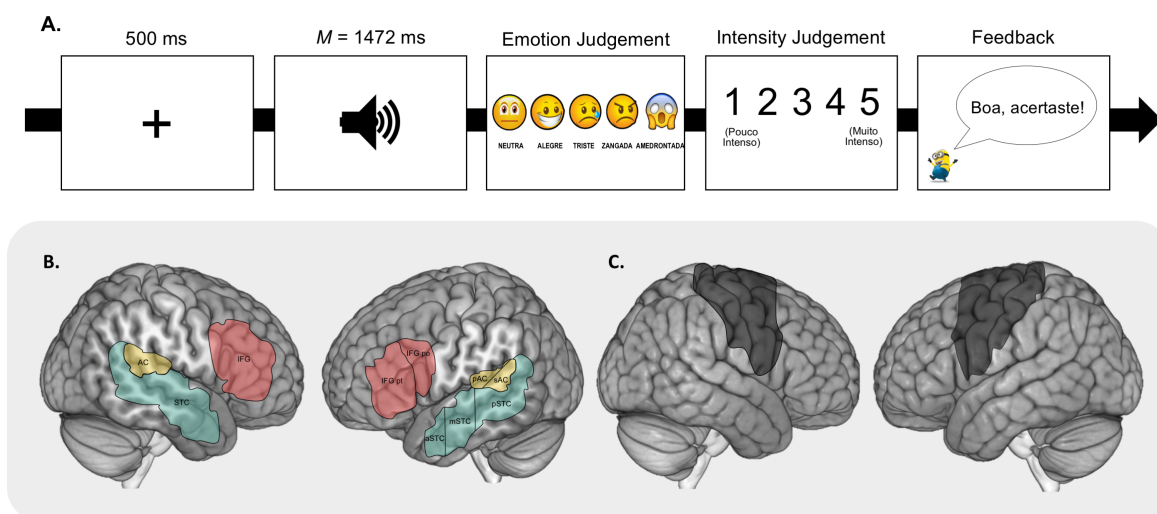 A.
500 ms
M = 1472 ms
Emotion Judgement
Intensity Judgement
Feedback
+
NEUTRA
ALEGRE
TRISTE
ZANGADA
AMEDRONTADA
1 2 3 4 5
(Pouco
Intenso)
(Muito
Intenso)
Boa, acertaste!
B.
AC
STC
IFG
IFG po
IFG pt
pAC
sAC
pSTC
mSTC
aSTC
C.